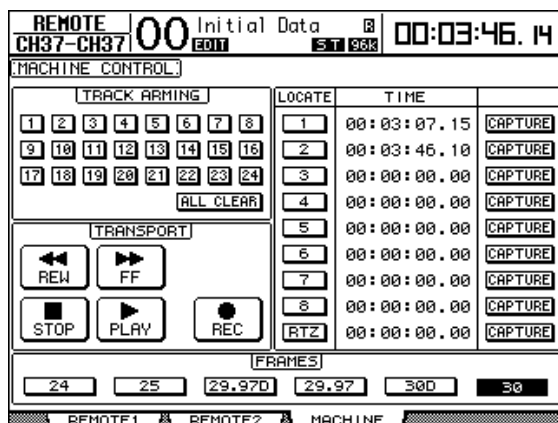 REMOTE
CH37-CH37
00 Initial Data R
EDIT ST 96K
00:03:46.14
MACHINE CONTROL
TRACK ARMING
1 2 3 4 5 6 7 8
9 10 11 12 13 14 15 16
17 18 19 20 21 22 23 24
ALL CLEAR
TRANSPORT
REW FF
STOP PLAY REC
LOCATE TIME
1 00:03:07.15 CAPTURE
2 00:03:46.10 CAPTURE
3 00:00:00.00 CAPTURE
4 00:00:00.00 CAPTURE
5 00:00:00.00 CAPTURE
6 00:00:00.00 CAPTURE
7 00:00:00.00 CAPTURE
8 00:00:00.00 CAPTURE
RTZ 00:00:00.00 CAPTURE
FRAMES
24 25 29.97D 29.97 30D 30
REMOTE1 REMOTE2 MACHINE